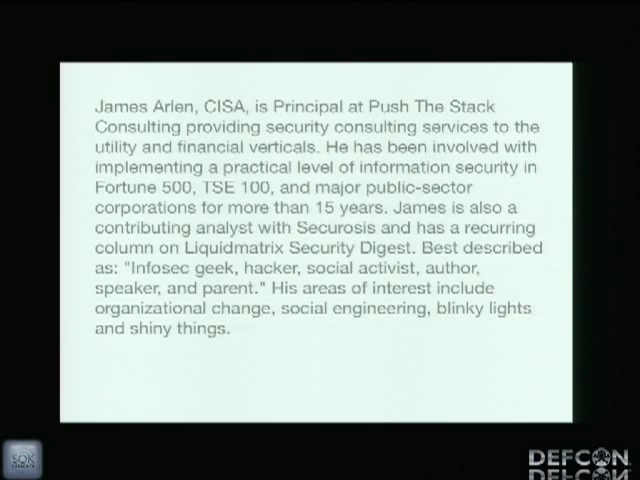 James Arlen, CISA, is Principal at Push The Stack
Consulting providing security consulting services to the
utility and financial verticals. He has been involved with
implementing a practical level of information security in
Fortune 500, TSE 100, and major public-sector
corporations for more than 15 years. James is also a
contributing analyst with Securosis and has a recurring
column on Liquidmatrix Security Digest. Best described
as: "Infosec geek, hacker, social activist, author,
speaker, and parent." His areas of interest include
organizational change, social engineering, blinky lights
and shiny things.
SOK
DEFCON